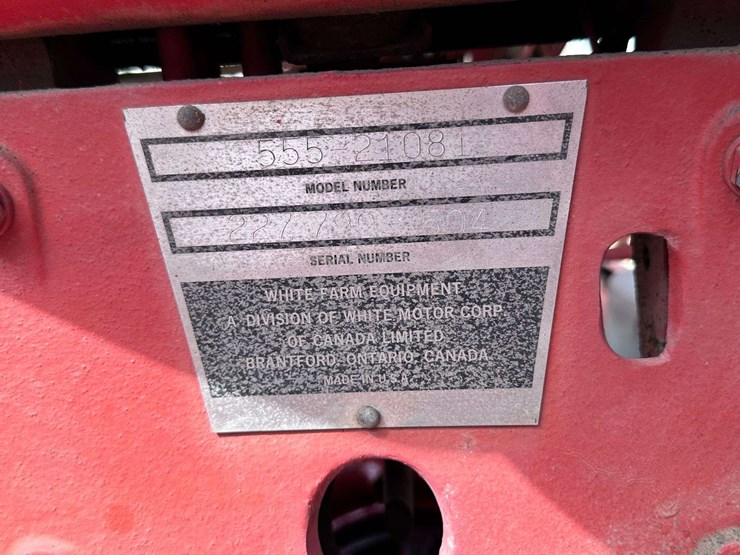 555-21081
MODEL NUMBER
SERIAL NUMBER
WHITE FARM EQUIPMENT
A DIVISION OF WHITE MOTOR CORP.
OF CANADA LIMITED
BRANTFORD, ONTARIO, CANADA
MADE IN U.S.A.